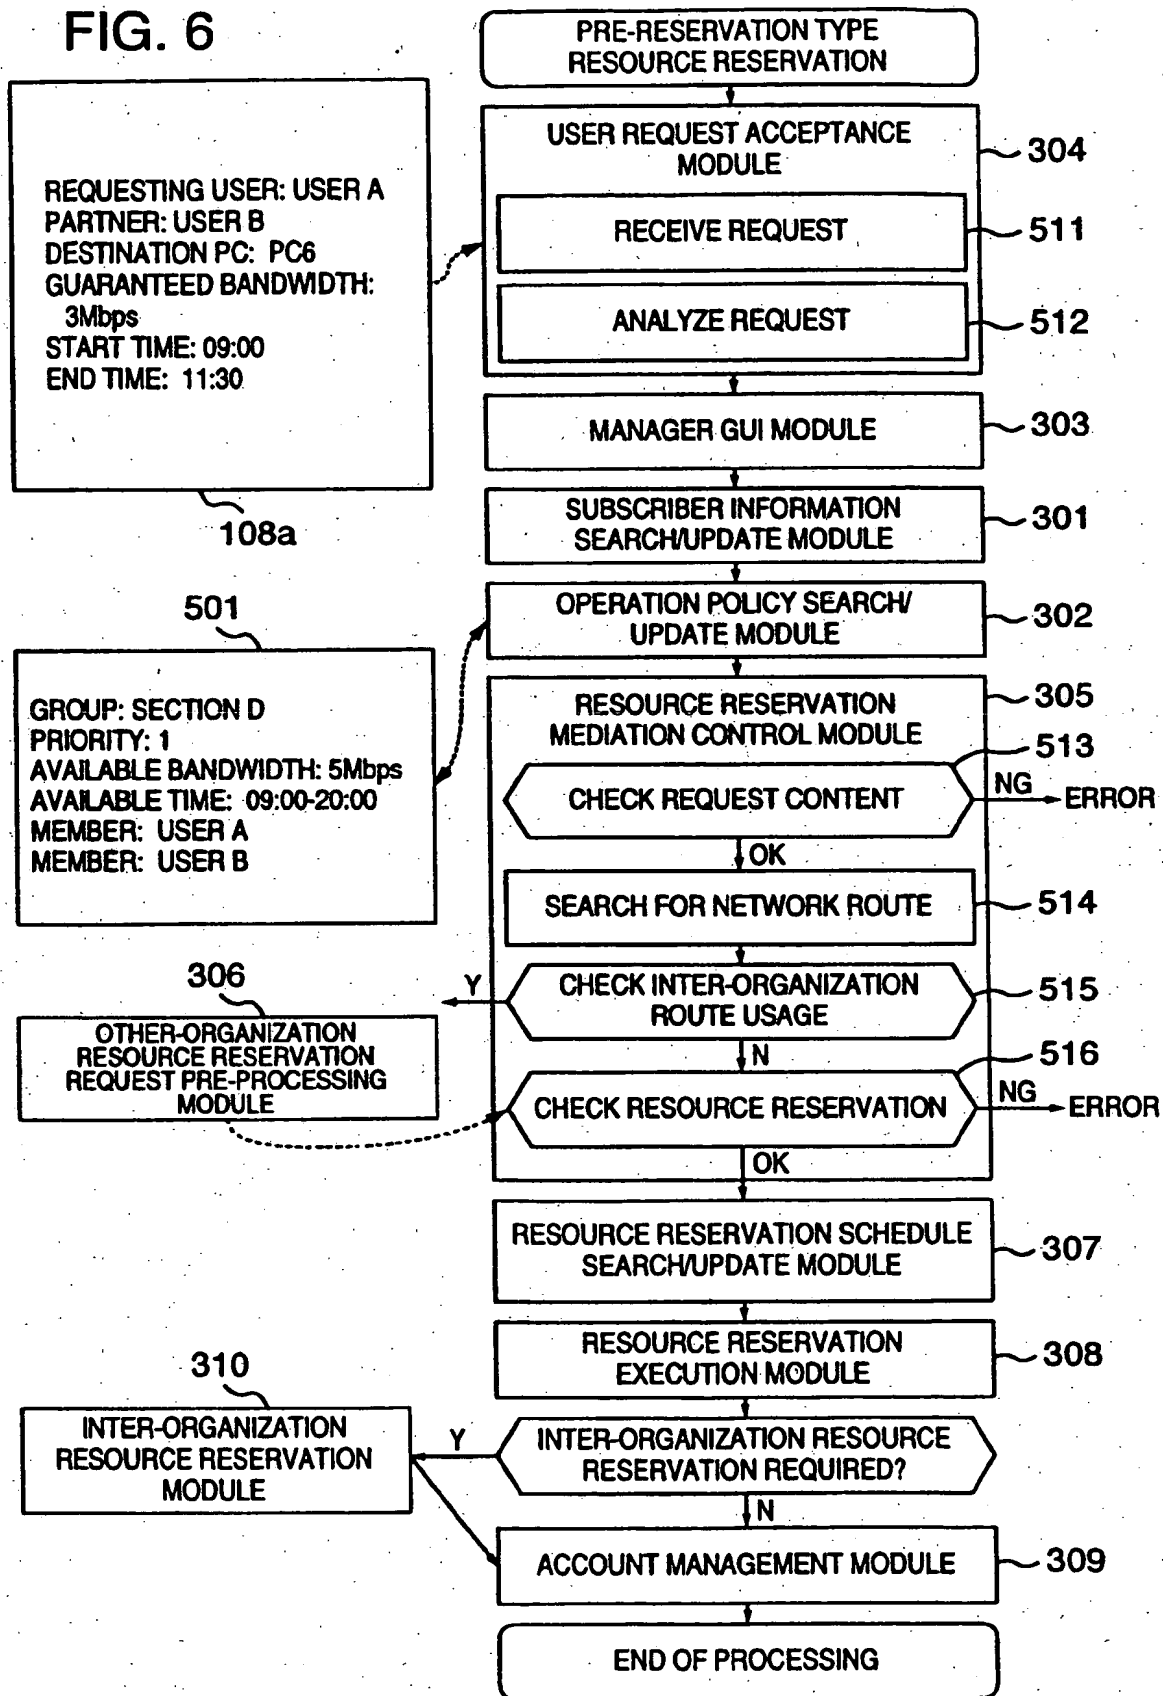 FIG. 6
PRE-RESERVATION TYPE
RESOURCE RESERVATION
USER REQUEST ACCEPTANCE
MODULE
304
RECEIVE REQUEST
511
ANALYZE REQUEST
512
REQUESTING USER: USER A
PARTNER: USER B
DESTINATION PC: PC6
GUARANTEED BANDWIDTH:
3Mbps
START TIME: 09:00
END TIME: 11:30
108a
MANAGER GUI MODULE
303
SUBSCRIBER INFORMATION
SEARCH/UPDATE MODULE
301
OPERATION POLICY SEARCH/
UPDATE MODULE
302
501
GROUP: SECTION D
PRIORITY: 1
AVAILABLE BANDWIDTH: 5Mbps
AVAILABLE TIME: 09:00-20:00
MEMBER: USER A
MEMBER: USER B
RESOURCE RESERVATION
MEDIATION CONTROL MODULE
305
513
CHECK REQUEST CONTENT
NG
ERROR
OK
SEARCH FOR NETWORK ROUTE
514
CHECK INTER-ORGANIZATION
ROUTE USAGE
515
Y
N
306
OTHER-ORGANIZATION
RESOURCE RESERVATION
REQUEST PRE-PROCESSING
MODULE
516
CHECK RESOURCE RESERVATION
NG
ERROR
OK
RESOURCE RESERVATION SCHEDULE
SEARCH/UPDATE MODULE
307
RESOURCE RESERVATION
EXECUTION MODULE
308
310
INTER-ORGANIZATION
RESOURCE RESERVATION
MODULE
Y
INTER-ORGANIZATION RESOURCE
RESERVATION REQUIRED?
N
ACCOUNT MANAGEMENT MODULE
309
END OF PROCESSING